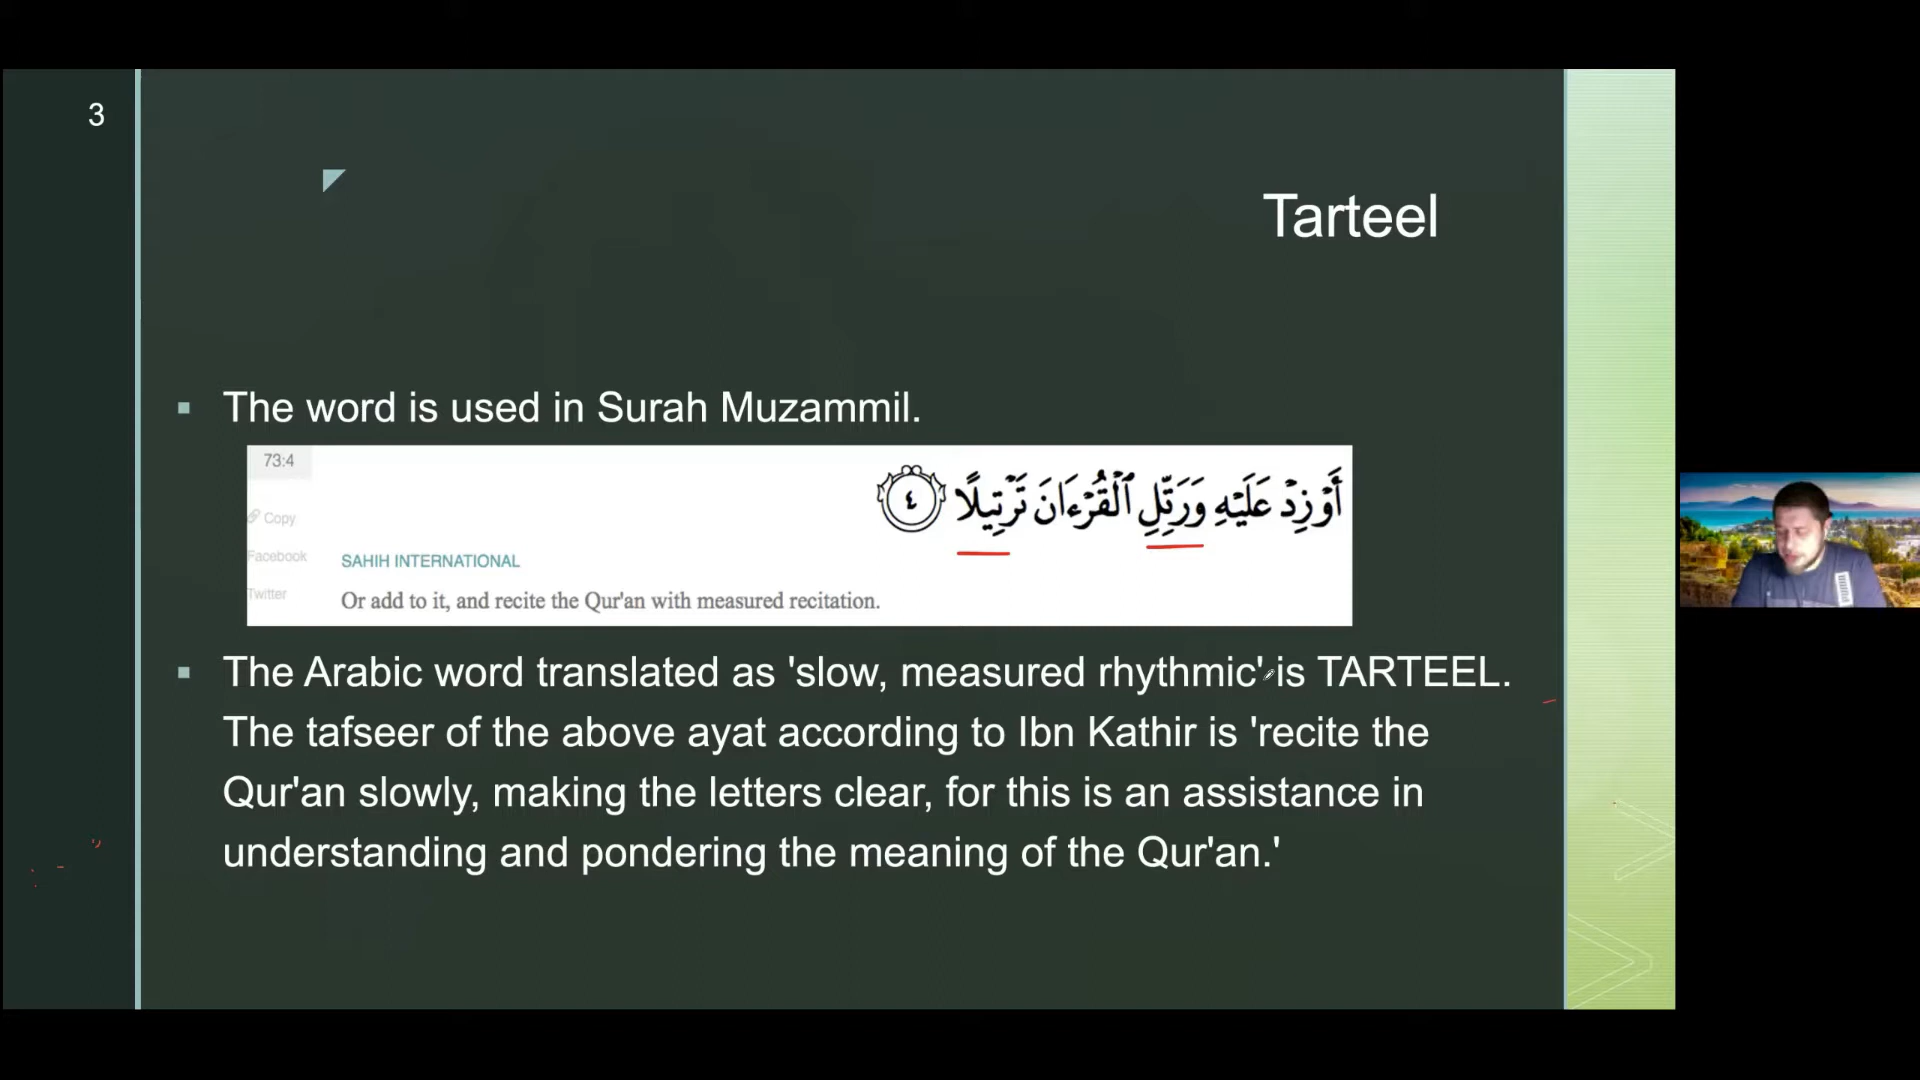 3
Tarteel
▪ The word is used in Surah Muzammil.
73:4
أَوْ زِدْ عَلَيْهِ وَرَتِّلِ ٱلْقُرْءَانَ تَرْتِيلًا ٤
Copy
Facebook
SAHIH INTERNATIONAL
Twitter
Or add to it, and recite the Qur'an with measured recitation.
▪ The Arabic word translated as 'slow, measured rhythmic' is TARTEEL.
The tafseer of the above ayat according to Ibn Kathir is 'recite the
Qur'an slowly, making the letters clear, for this is an assistance in
understanding and pondering the meaning of the Qur'an.'